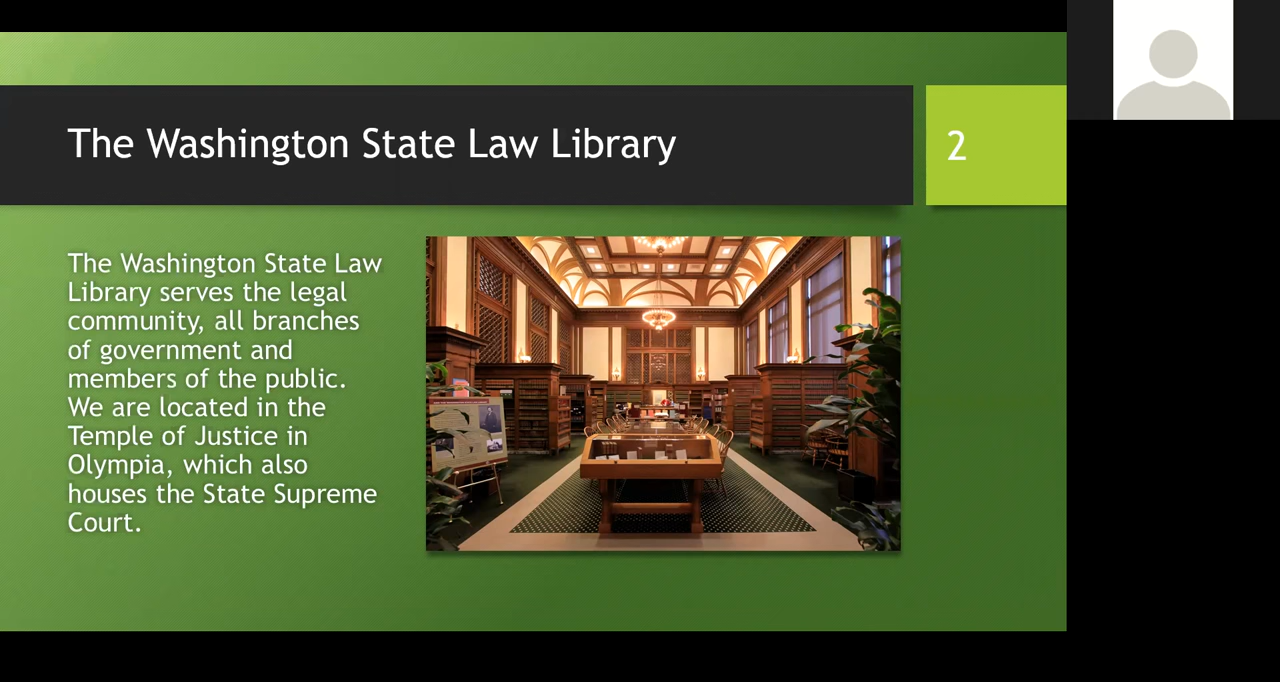 The Washington State Law Library
2
The Washington State Law
Library serves the legal
community, all branches
of government and
members of the public.
We are located in the
Temple of Justice in
Olympia, which also
houses the State Supreme
Court.